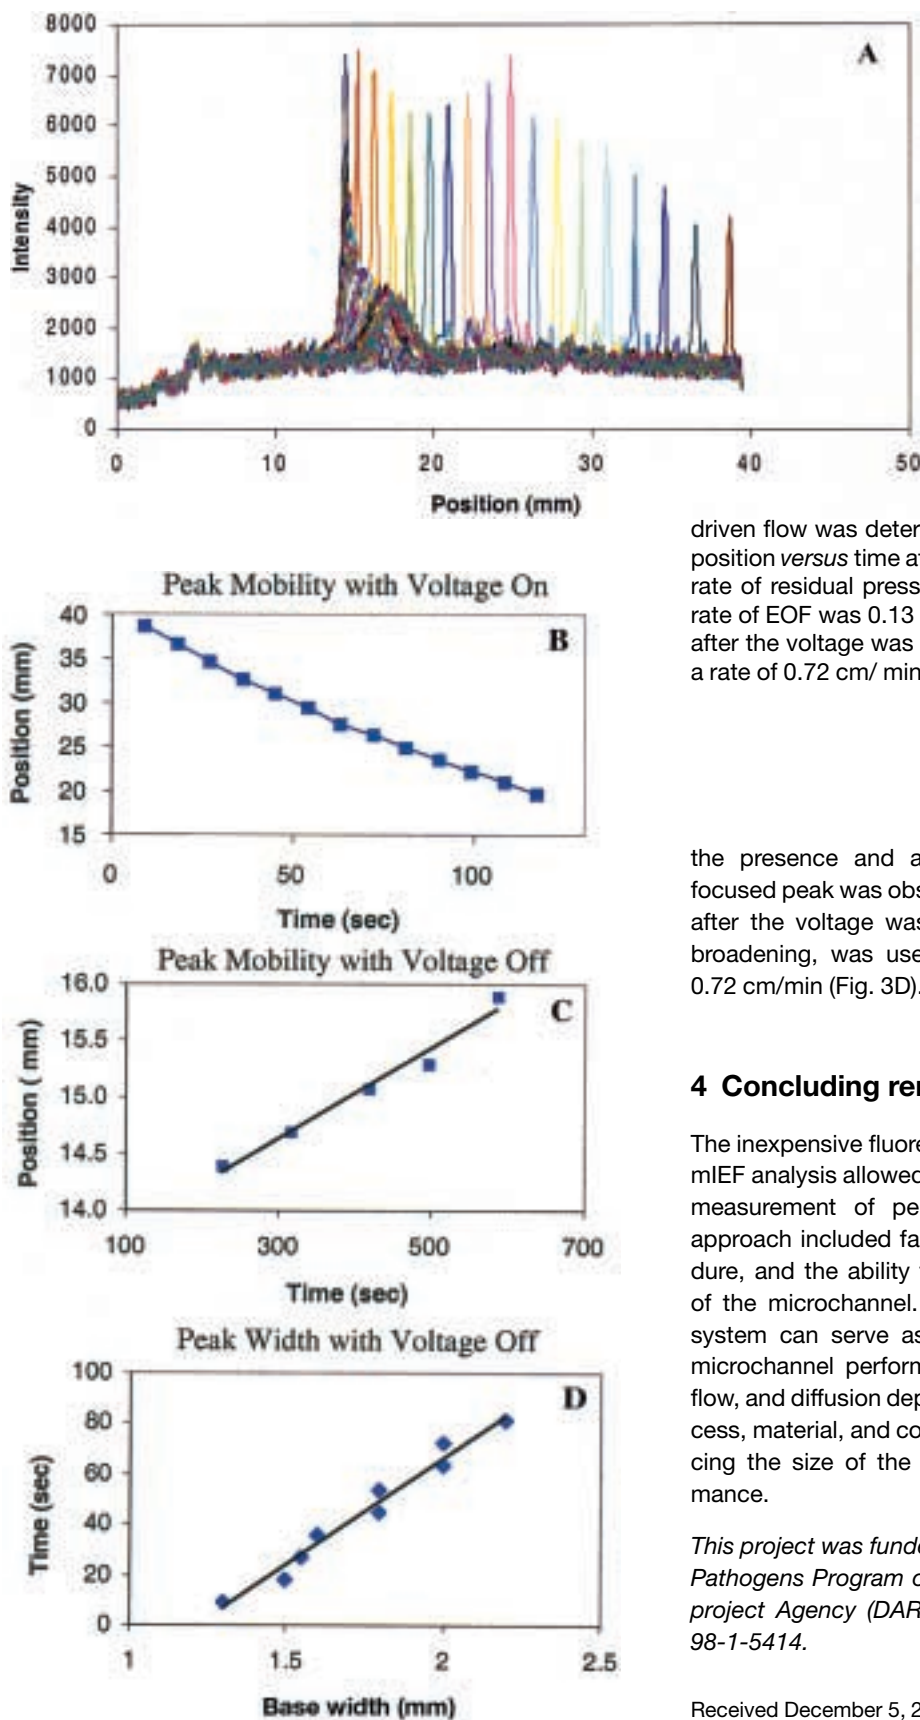 8000
7000
6000
5000
4000
3000
2000
1000
0
Intensity
A
0 10 20 30 40 50
Position (mm)
Peak Mobility with Voltage On
40
35
30
25
20
15
Position (mm)
B
0 50 100
Time (sec)
Peak Mobility with Voltage Off
16.0
15.5
15.0
14.5
14.0
Position ( mm)
C
100 300 500 700
Time (sec)
Peak Width with Voltage Off
100
80
60
40
20
0
Time (sec)
D
1 1.5 2 2.5
Base width (mm)
driven flow was deter
position versus time a
rate of residual press
rate of EOF was 0.13
after the voltage was
a rate of 0.72 cm/ min
the presence and a
focused peak was obs
after the voltage was
broadening, was use
0.72 cm/min (Fig. 3D).
4 Concluding rer
The inexpensive fluore
mIEF analysis allowed
measurement of pe
approach included fa
dure, and the ability
of the microchannel.
system can serve as
microchannel perform
flow, and diffusion dep
cess, material, and co
cing the size of the
mance.
This project was funde
Pathogens Program o
project Agency (DAR
98-1-5414.
Received December 5, 2